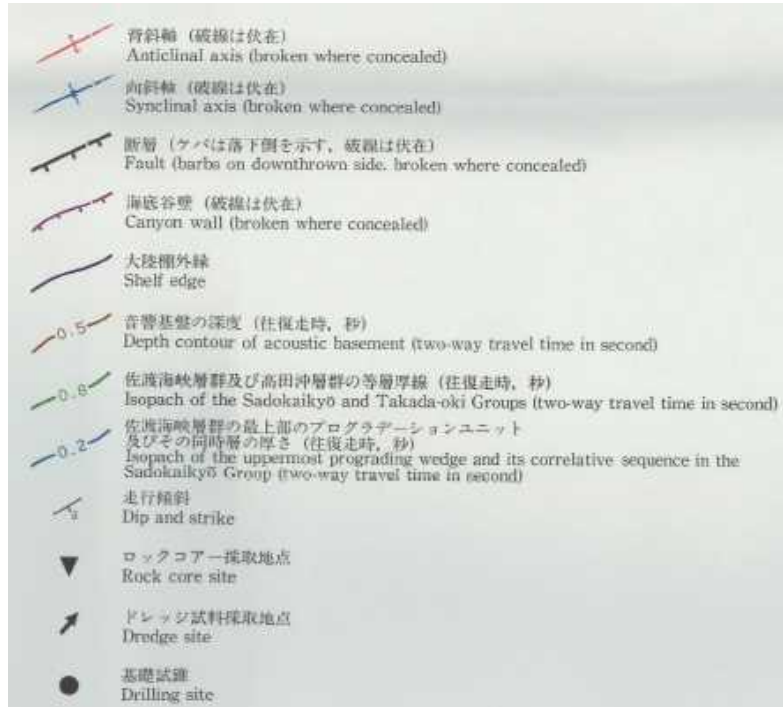 背斜軸（破線は伏在）
Anticlinal axis (broken where concealed)
向斜軸（破線は伏在）
Synclinal axis (broken where concealed)
断層（ケバは落下側を示す，破線は伏在）
Fault (barbs on downthrown side, broken where concealed)
海底谷壁（破線は伏在）
Canyon wall (broken where concealed)
大陸棚外縁
Shelf edge
0.5
音響基盤の深度（往復走時，秒）
Depth contour of acoustic basement (two-way travel time in second)
0.8
佐渡海峡層群及び高田沖層群の等層厚線（往復走時，秒）
Isopach of the Sadokaikyō and Takada-oki Groups (two-way travel time in second)
0.2
佐渡海峡層群の最上部のプログラデーションユニット
及びその同時層の厚さ（往復走時，秒）
Isopach of the uppermost prograding wedge and its correlative sequence in the
Sadokaikyō Group (two-way travel time in second)
走行傾斜
Dip and strike
ロックコアー採取地点
Rock core site
ドレッジ試料採取地点
Dredge site
基礎試錐
Drilling site